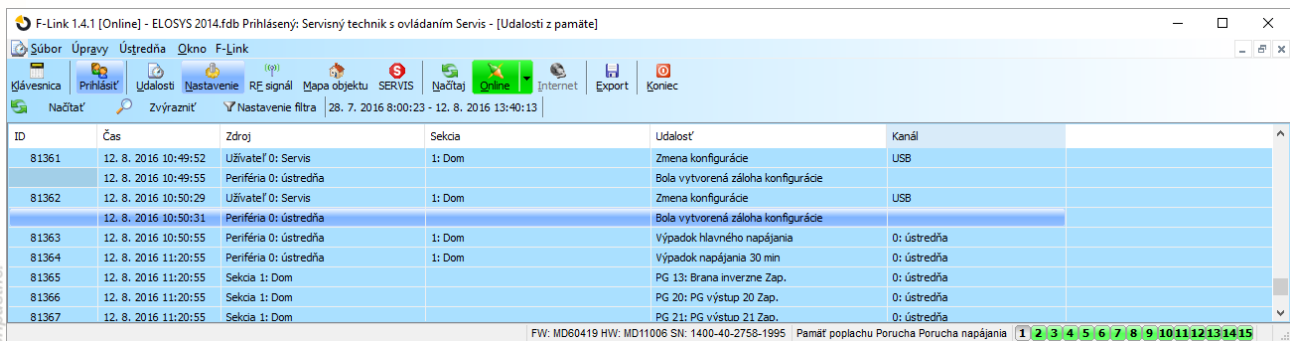 F-Link 1.4.1 [Online] - ELOSYS 2014.fdb Prihlásený: Servisný technik s ovládaním Servis - [Udalosti z pamäte]
Súbor Úpravy Ústredňa Okno F-Link
Klávesnica Prihlásiť Udalosti Nastavenie RF signál Mapa objektu SERVIS Načítaj Online Internet Export Koniec
Načítať Zvýrazniť Nastavenie filtra 28. 7. 2016 8:00:23 - 12. 8. 2016 13:40:13
ID Čas Zdroj Sekcia Udalosť Kanál
81361 12. 8. 2016 10:49:52 Užívateľ 0: Servis 1: Dom Zmena konfigurácie USB
12. 8. 2016 10:49:55 Periféria 0: ústredňa Bola vytvorená záloha konfigurácie
81362 12. 8. 2016 10:50:29 Užívateľ 0: Servis 1: Dom Zmena konfigurácie USB
12. 8. 2016 10:50:31 Periféria 0: ústredňa Bola vytvorená záloha konfigurácie
81363 12. 8. 2016 10:50:55 Periféria 0: ústredňa 1: Dom Výpadok hlavného napájania 0: ústredňa
81364 12. 8. 2016 11:20:55 Periféria 0: ústredňa 1: Dom Výpadok napájania 30 min 0: ústredňa
81365 12. 8. 2016 11:20:55 Sekcia 1: Dom PG 13: Brana inverzne Zap. 0: ústredňa
81366 12. 8. 2016 11:20:55 Sekcia 1: Dom PG 20: PG výstup 20 Zap. 0: ústredňa
81367 12. 8. 2016 11:20:55 Sekcia 1: Dom PG 21: PG výstup 21 Zap. 0: ústredňa
FW: MD60419 HW: MD11006 SN: 1400-40-2758-1995 Pamäť poplachu Porucha Porucha napájania 1 2 3 4 5 6 7 8 9 10 11 12 13 14 15